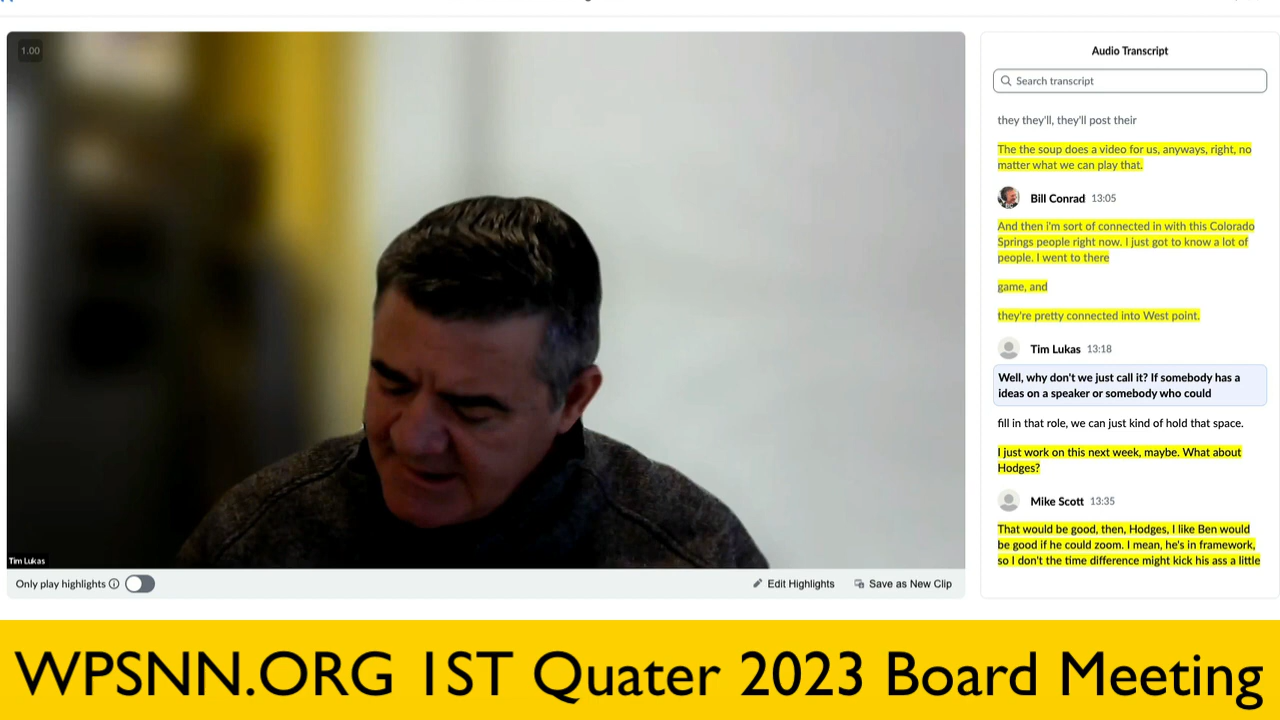 1.00
Tim Lukas
Only play highlights
Edit Highlights
Save as New Clip
Audio Transcript
Search transcript
they they'll, they'll post their
The the soup does a video for us, anyways, right, no
matter what we can play that.
Bill Conrad 13:05
And then i'm sort of connected in with this Colorado
Springs people right now. I just got to know a lot of
people. I went to there
game, and
they're pretty connected into West point.
Tim Lukas 13:18
Well, why don't we just call it? If somebody has a
ideas on a speaker or somebody who could
fill in that role, we can just kind of hold that space.
I just work on this next week, maybe. What about
Hodges?
Mike Scott 13:35
That would be good, then, Hodges, I like Ben would
be good if he could zoom. I mean, he's in framework,
so I don't the time difference might kick his ass a little
WPSNN.ORG 1ST Quater 2023 Board Meeting